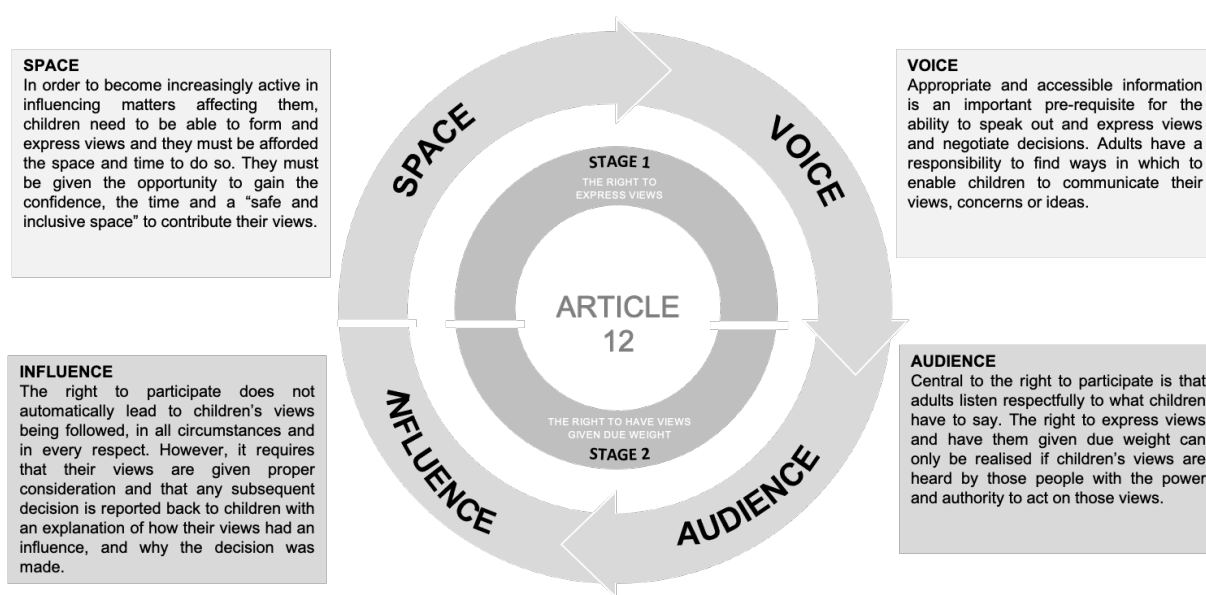 SPACE
In order to become increasingly active in
influencing matters affecting them,
children need to be able to form and
express views and they must be afforded
the space and time to do so. They must
be given the opportunity to gain the
confidence, the time and a “safe and
inclusive space” to contribute their views.
VOICE
Appropriate and accessible information
is an important pre-requisite for the
ability to speak out and express views
and negotiate decisions. Adults have a
responsibility to find ways in which to
enable children to communicate their
views, concerns or ideas.
SPACE
VOICE
STAGE 1
THE RIGHT TO
EXPRESS VIEWS
ARTICLE
12
THE RIGHT TO HAVE VIEWS
GIVEN DUE WEIGHT
STAGE 2
INFLUENCE
AUDIENCE
INFLUENCE
The right to participate does not
automatically lead to children’s views
being followed, in all circumstances and
in every respect. However, it requires
that their views are given proper
consideration and that any subsequent
decision is reported back to children with
an explanation of how their views had an
influence, and why the decision was
made.
AUDIENCE
Central to the right to participate is that
adults listen respectfully to what children
have to say. The right to express views
and have them given due weight can
only be realised if children’s views are
heard by those people with the power
and authority to act on those views.